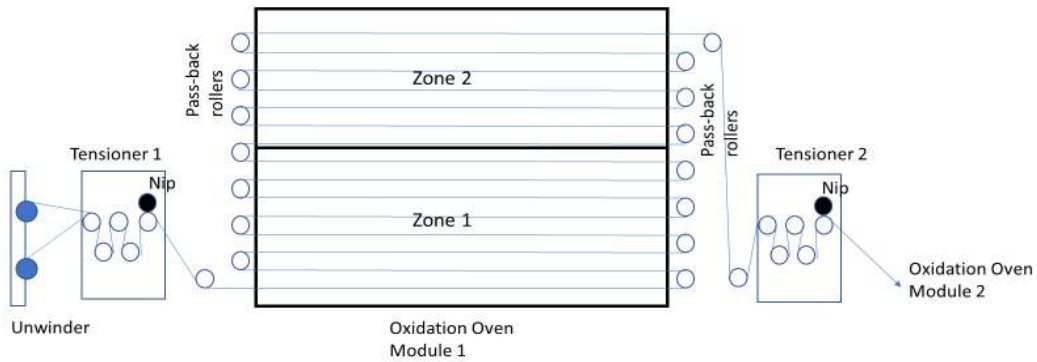 Pass-back
rollers
Zone 2
Pass-back
rollers
Tensioner 1
Nip
Zone 1
Tensioner 2
Nip
Unwinder
Oxidation Oven
Module 1
Oxidation Oven
Module 2